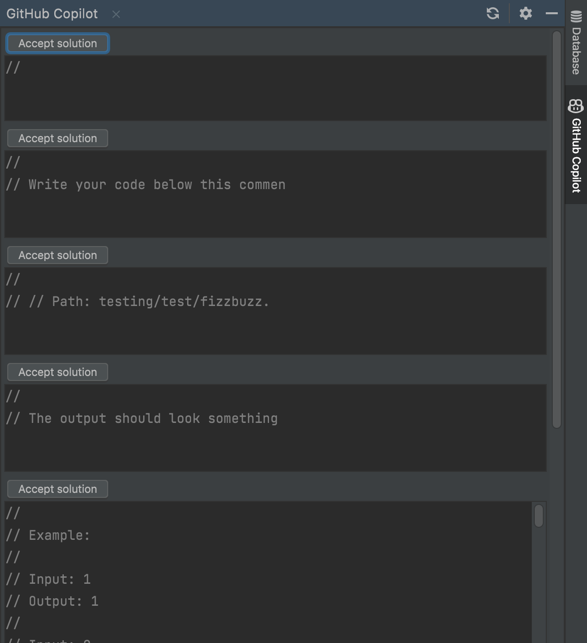 GitHub Copilot
Accept solution
//
Accept solution
//
// Write your code below this commen
Accept solution
//
// // Path: testing/test/fizzbuzz.
Accept solution
//
// The output should look something
Accept solution
//
// Example:
//
// Input: 1
// Output: 1
//
Database
GitHub Copilot